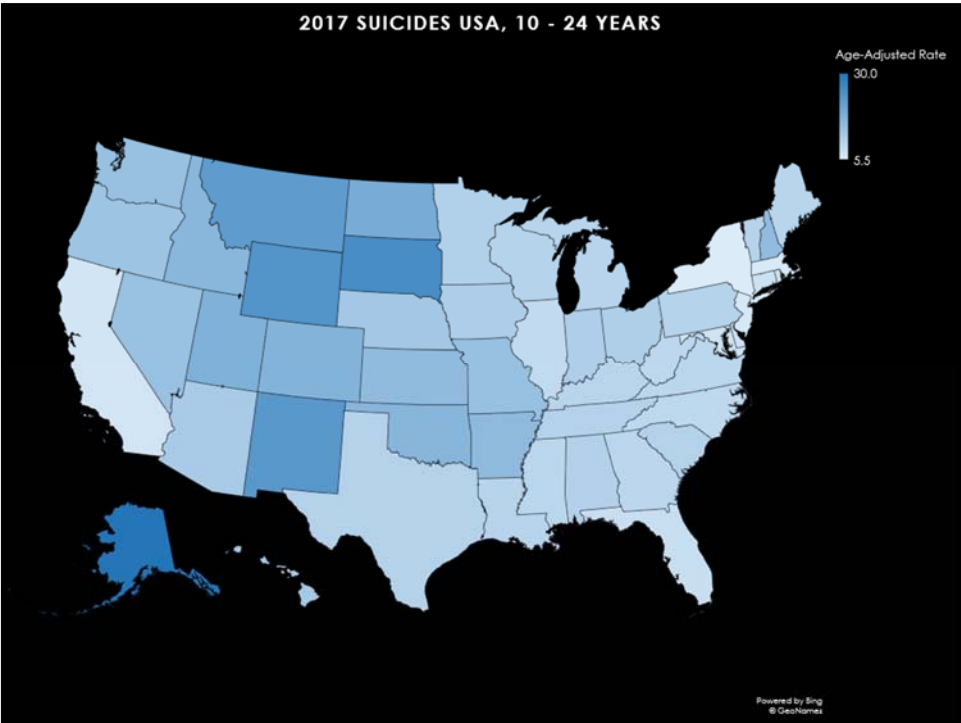 2017 SUICIDES USA, 10 - 24 YEARS
Age-Adjusted Rate
30.0
5.5
Powered by Bing
© GeoNames